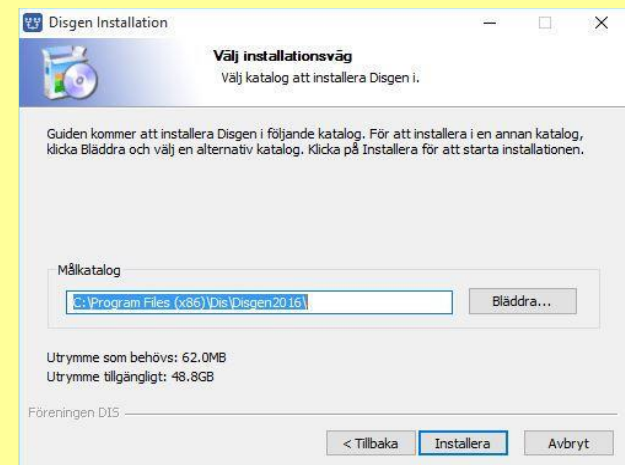 Disgen Installation
Välj installationsväg
Välj katalog att installera Disgen i.
Guiden kommer att installera Disgen i följande katalog. För att installera i en annan katalog,
klicka Bläddra och välj en alternativ katalog. Klicka på Installera för att starta installationen.
Målkatalog
C:\Program Files (x86)\Dis\Disgen2016\
Bläddra...
Utrymme som behövs: 62.0MB
Utrymme tillgängligt: 48.8GB
Föreningen DIS
< Tillbaka
Installera
Avbryt